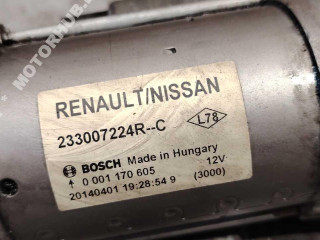 MOTORHUB
RENAULT/NISSAN
233007224R--C
L78
BOSCH Made in Hungary
0 001 170 605 12V
20140401 19:28:54 9 (3000)